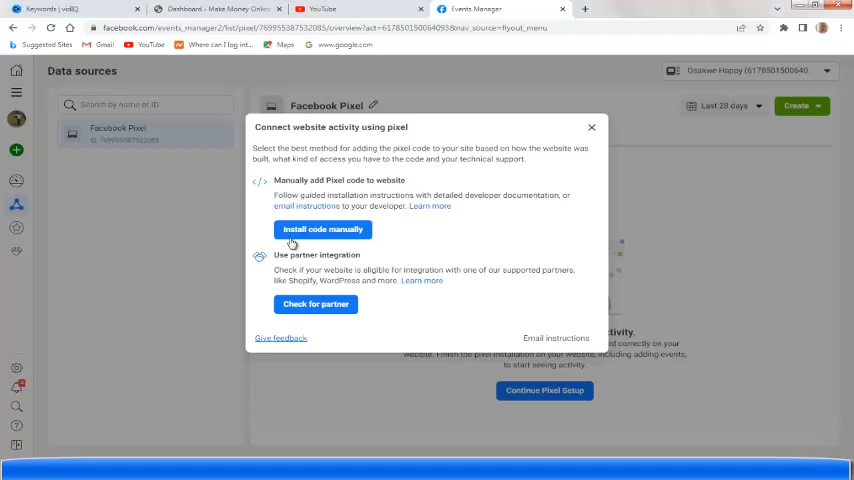 Keywords | vidIQ
Dashboard - Make Money Online
YouTube
Events Manager
facebook.com/events_manager2/list/pixel/769955387532085/overview?act=617850150064093&nav_source=flyout_menu
Suggested Sites
Gmail
YouTube
Where can I log int...
Maps
www.google.com
Data sources
Osakwe Happy (6178501500640...
Search by name or ID
Facebook Pixel
Last 28 days
Create
Facebook Pixel
ID: 769955387532085
Connect website activity using pixel
Select the best method for adding the pixel code to your site based on how the website was
built, what kind of access you have to the code and your technical support.
Manually add Pixel code to website
Follow guided installation instructions with detailed developer documentation, or
email instructions to your developer. Learn more
Install code manually
Use partner integration
Check if your website is eligible for integration with one of our supported partners,
like Shopify, WordPress and more. Learn more
Check for partner
Give feedback
Email instructions
tivity.
ed correctly on your
website. Finish the pixel installation on your website, including adding events,
to start seeing activity.
Continue Pixel Setup